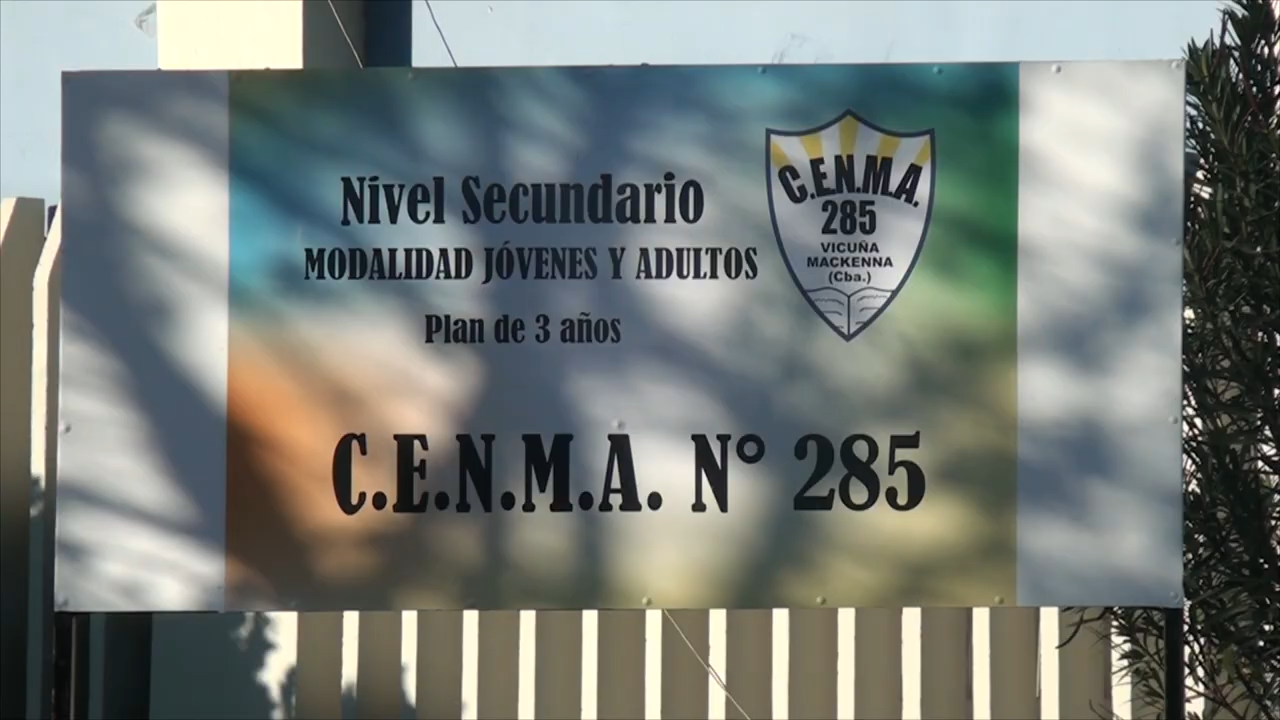 Nivel Secundario
MODALIDAD JÓVENES Y ADULTOS
Plan de 3 años
C.E.N.M.A.
285
VICUÑA
MACKENNA
(Cba.)
C.E.N.M.A. N° 285